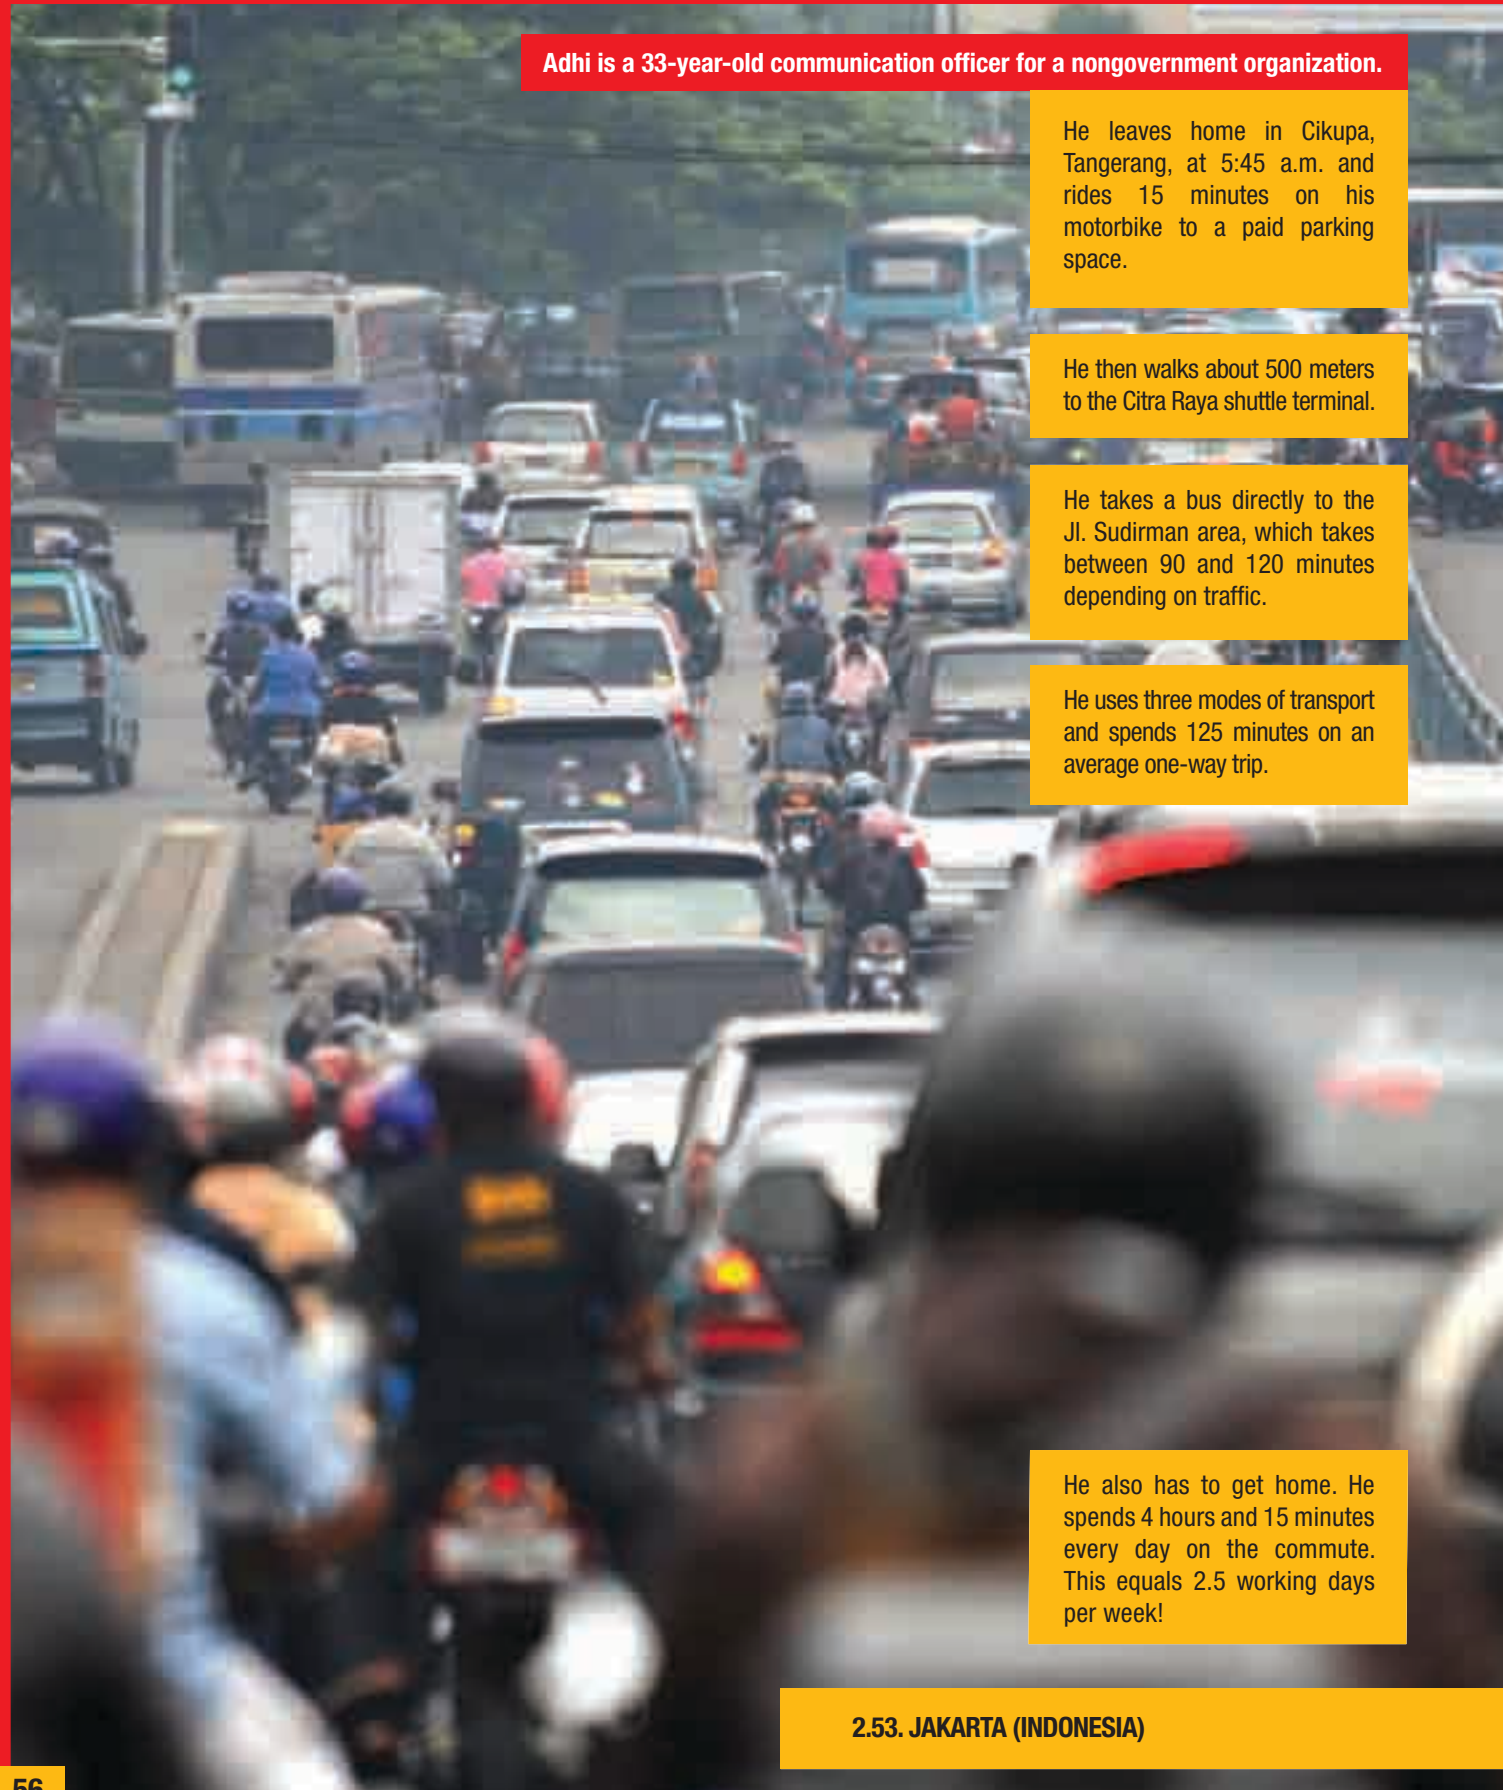 Adhi is a 33-year-old communication officer for a nongovernment organization.
He leaves home in Cikupa,
Tangerang, at 5:45 a.m. and
rides 15 minutes on his
motorbike to a paid parking
space.
He then walks about 500 meters
to the Citra Raya shuttle terminal.
He takes a bus directly to the
Jl. Sudirman area, which takes
between 90 and 120 minutes
depending on traffic.
He uses three modes of transport
and spends 125 minutes on an
average one-way trip.
He also has to get home. He
spends 4 hours and 15 minutes
every day on the commute.
This equals 2.5 working days
per week!
2.53. JAKARTA (INDONESIA)
56